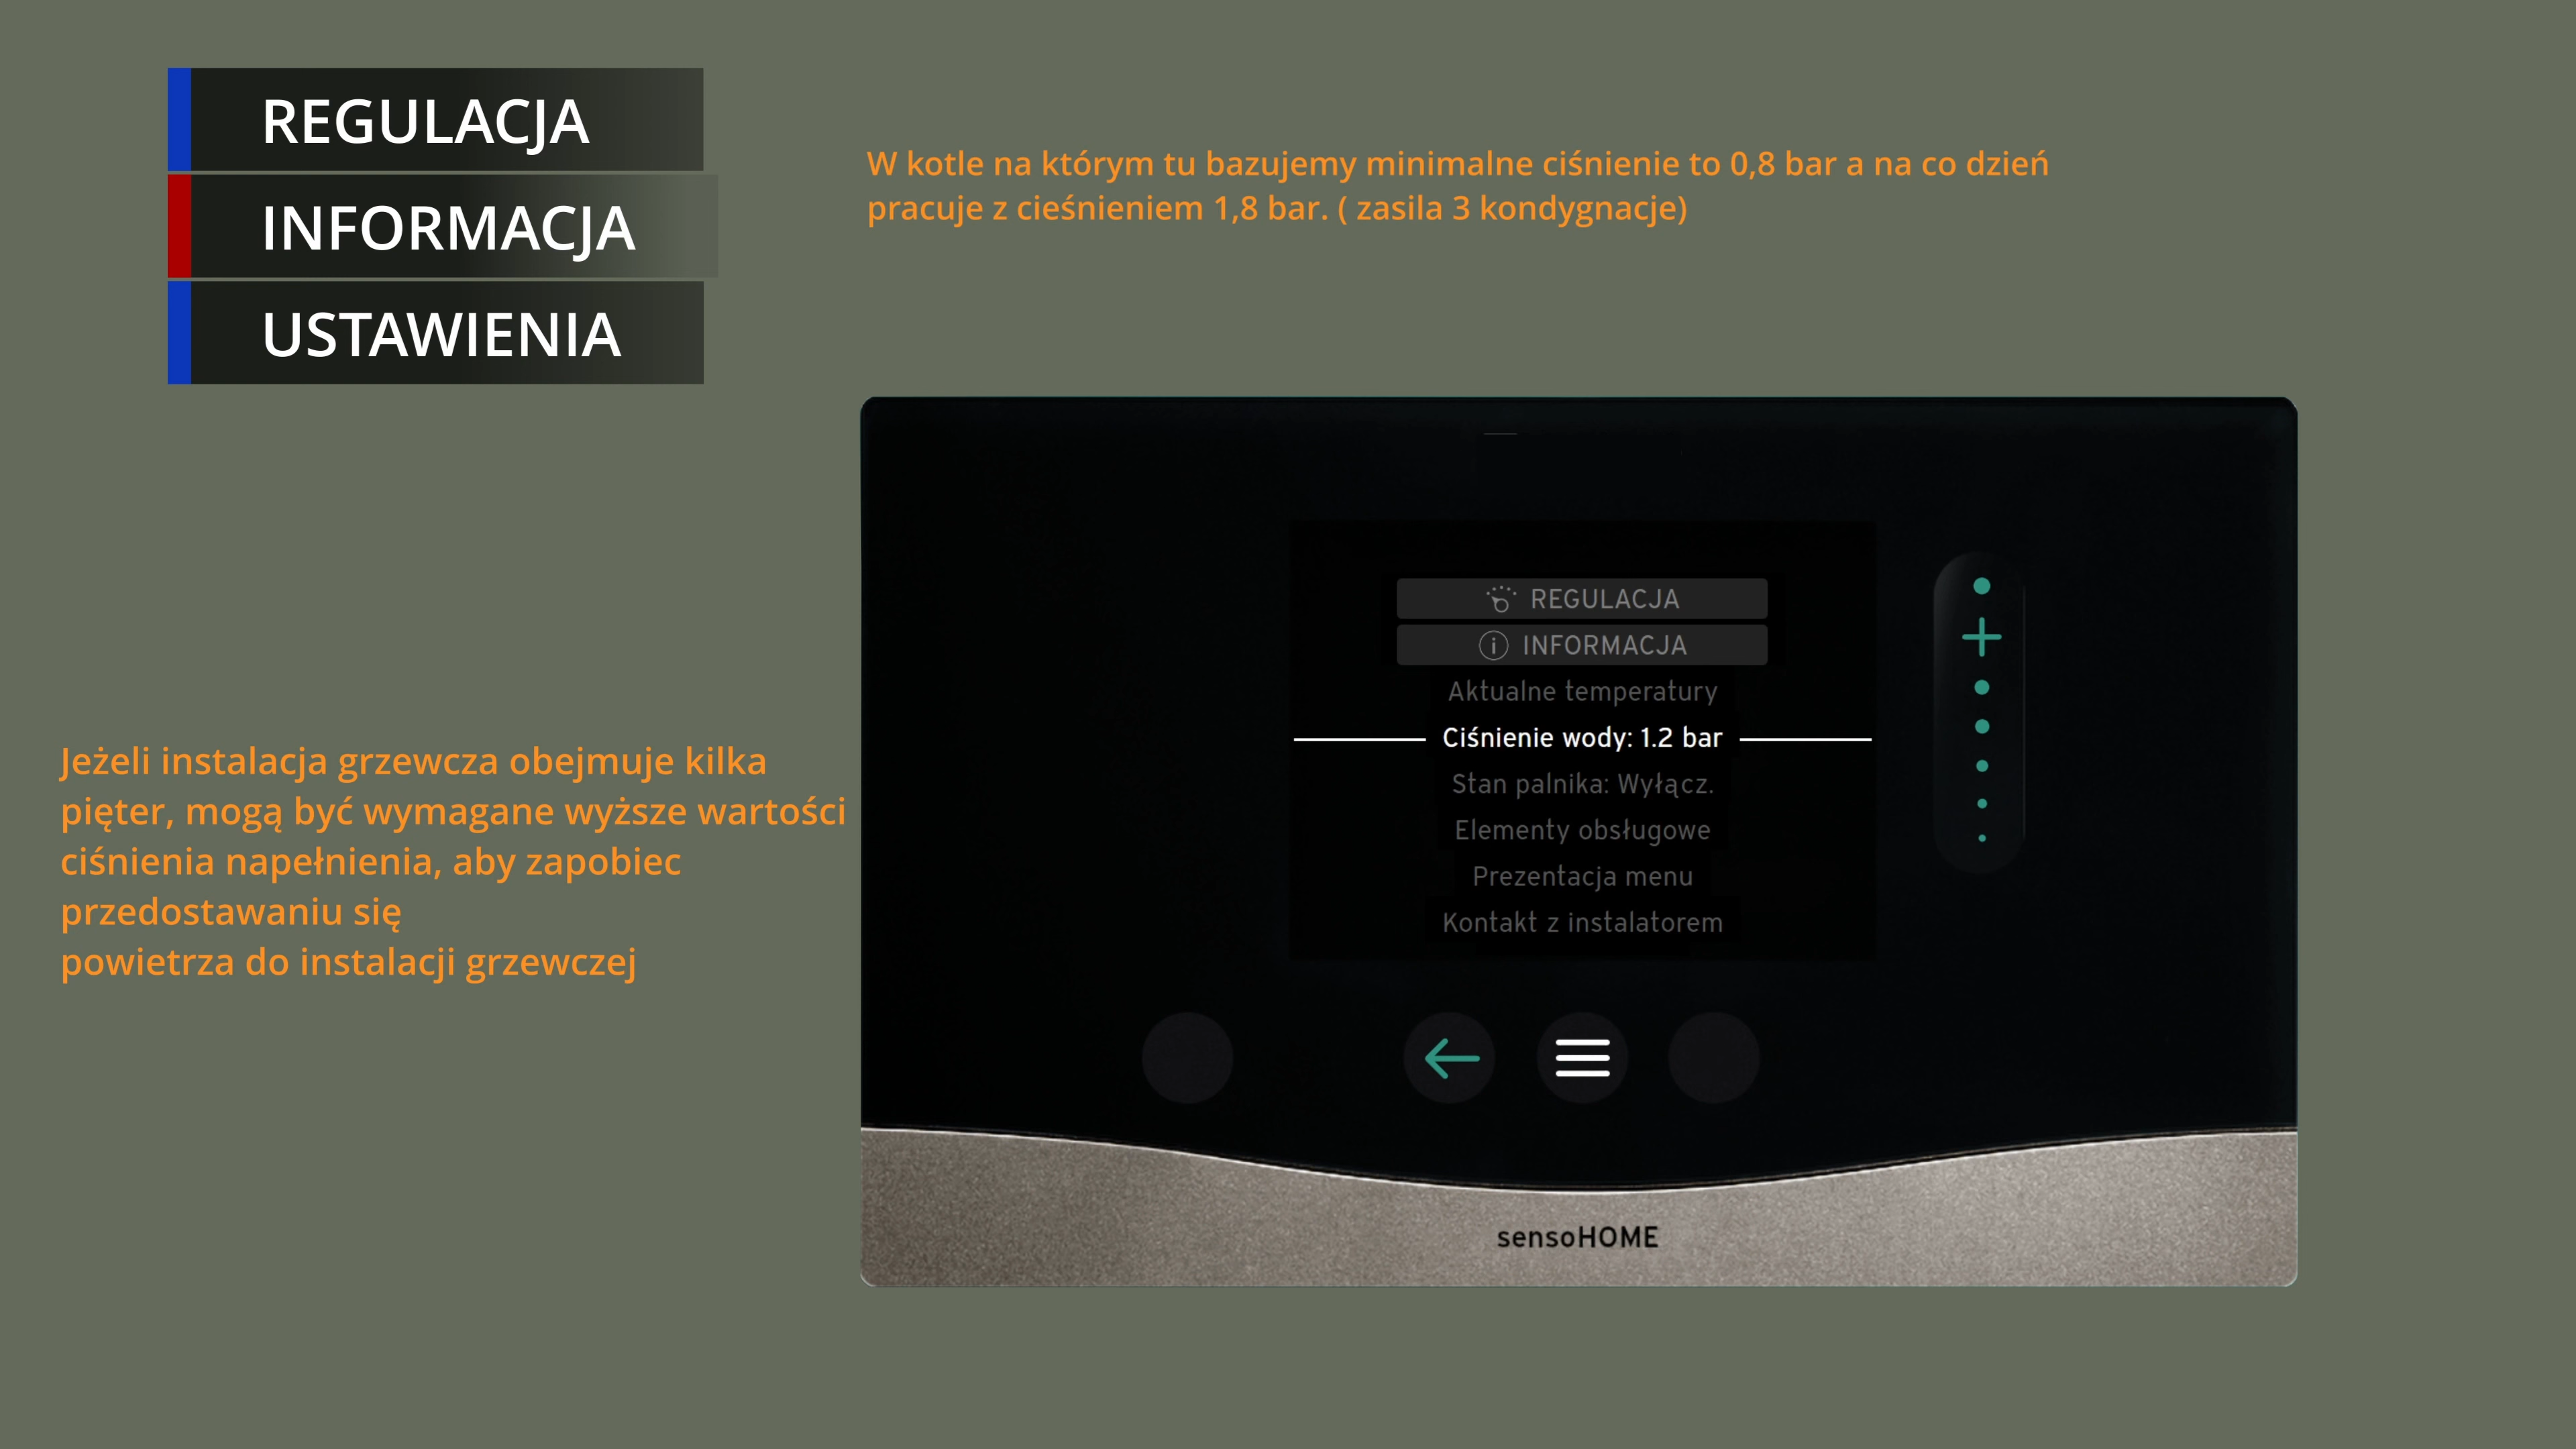 REGULACJA
INFORMACJA
USTAWIENIA
W kotle na którym tu bazujemy minimalne ciśnienie to 0,8 bar a na co dzień
pracuje z cieśnieniem 1,8 bar. ( zasila 3 kondygnacje)
Jeżeli instalacja grzewcza obejmuje kilka
pięter, mogą być wymagane wyższe wartości
ciśnienia napełnienia, aby zapobiec
przedostawaniu się
powietrza do instalacji grzewczej
REGULACJA
INFORMACJA
Aktualne temperatury
Ciśnienie wody: 1.2 bar
Stan palnika: Wyłącz.
Elementy obsługowe
Prezentacja menu
Kontakt z instalatorem
sensoHOME